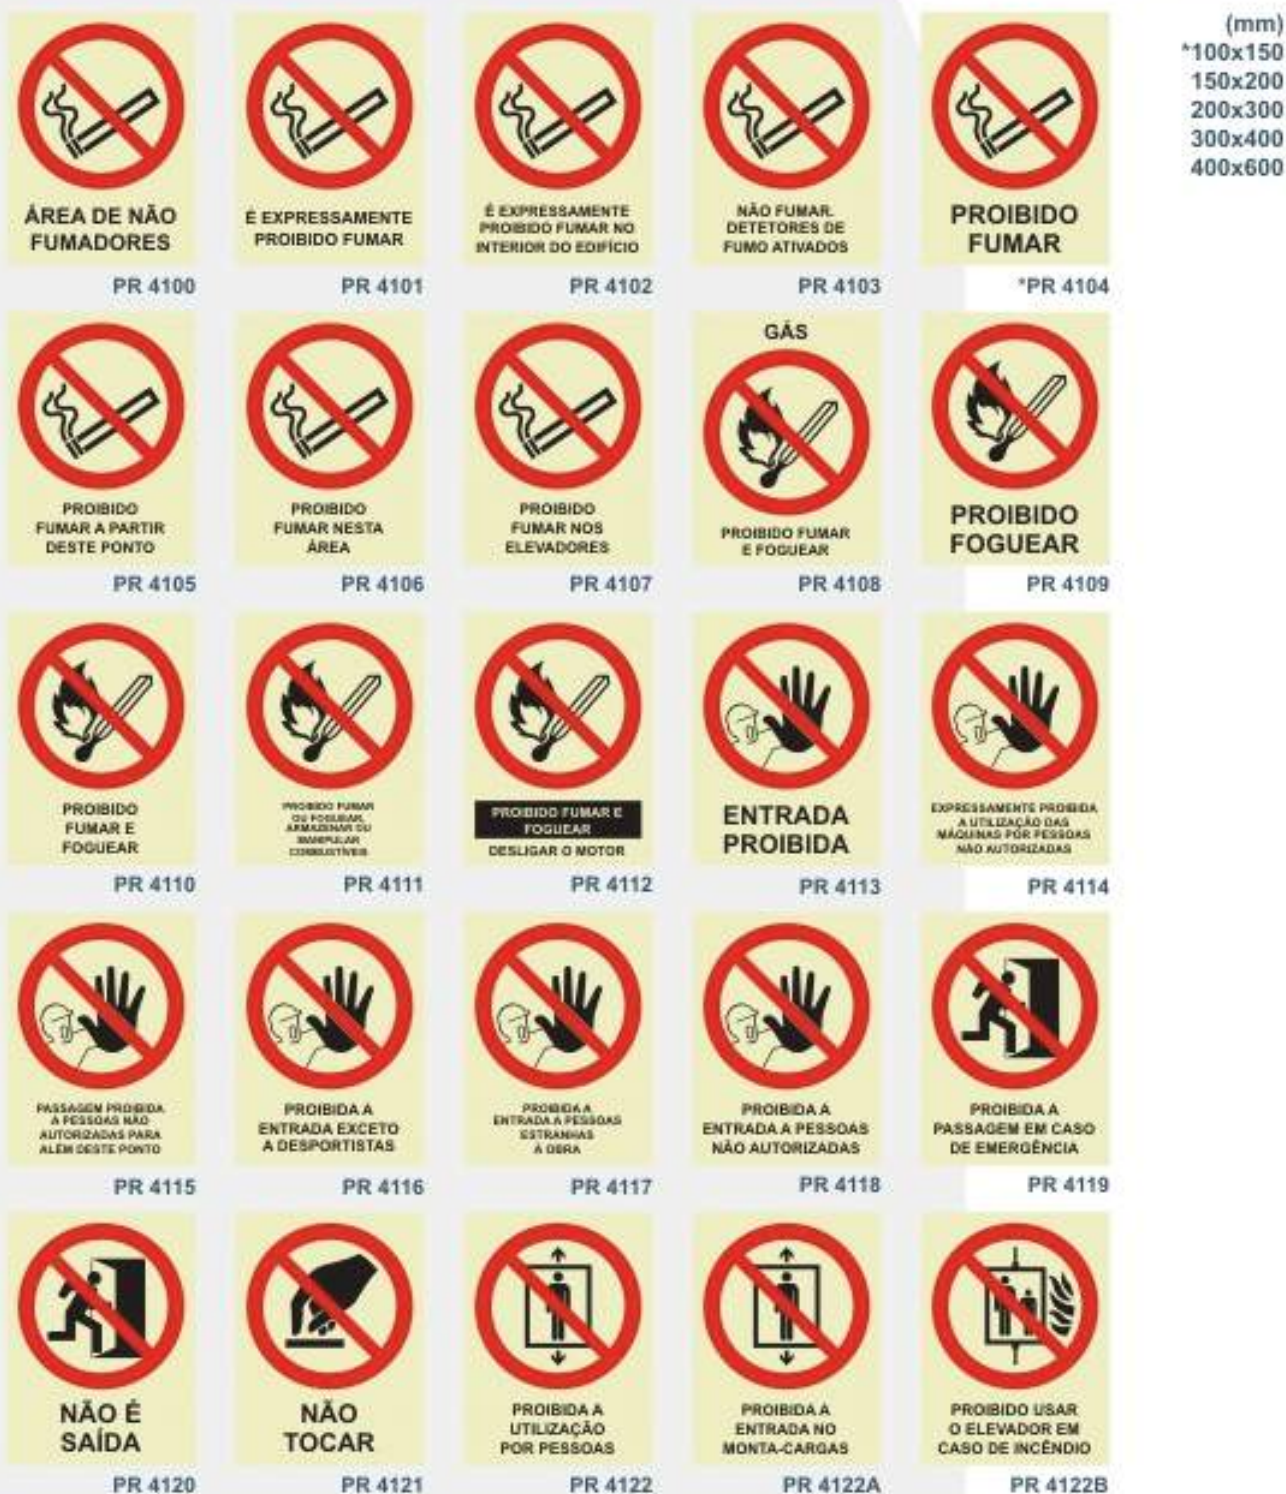 (mm)
*100x150
150x200
200x300
300x400
400x600
ÁREA DE NÃO
FUMADORES
PR 4100
É EXPRESSAMENTE
PROIBIDO FUMAR
PR 4101
É EXPRESSAMENTE
PROIBIDO FUMAR NO
INTERIOR DO EDIFÍCIO
PR 4102
NÃO FUMAR.
DETETORES DE
FUMO ATIVADOS
PR 4103
PROIBIDO
FUMAR
*PR 4104
PROIBIDO
FUMAR A PARTIR
DESTE PONTO
PR 4105
PROIBIDO
FUMAR NESTA
ÁREA
PR 4106
PROIBIDO
FUMAR NOS
ELEVADORES
PR 4107
GÁS
PROIBIDO FUMAR
E FOGUEAR
PR 4108
PROIBIDO
FOGUEAR
PR 4109
PROIBIDO
FUMAR E
FOGUEAR
PR 4110
PROIBIDO FUMAR
OU FOGUEAR,
ARMAZENAR OU
MANIPULAR
COMBUSTÍVEIS
PR 4111
PROIBIDO FUMAR E
FOGUEAR
DESLIGAR O MOTOR
PR 4112
ENTRADA
PROIBIDA
PR 4113
EXPRESSAMENTE PROIBIDA
A UTILIZAÇÃO DAS
MÁQUINAS POR PESSOAS
NÃO AUTORIZADAS
PR 4114
PASSAGEM PROIBIDA
A PESSOAS NÃO
AUTORIZADAS PARA
ALÉM DESTE PONTO
PR 4115
PROIBIDA A
ENTRADA EXCETO
A DESPORTISTAS
PR 4116
PROIBIDA A
ENTRADA A PESSOAS
ESTRANHAS
À OBRA
PR 4117
PROIBIDA A
ENTRADA A PESSOAS
NÃO AUTORIZADAS
PR 4118
PROIBIDA A
PASSAGEM EM CASO
DE EMERGÊNCIA
PR 4119
NÃO É
SAÍDA
PR 4120
NÃO
TOCAR
PR 4121
PROIBIDA A
UTILIZAÇÃO
POR PESSOAS
PR 4122
PROIBIDA A
ENTRADA NO
MONTA-CARGAS
PR 4122A
PROIBIDO USAR
O ELEVADOR EM
CASO DE INCÊNDIO
PR 4122B